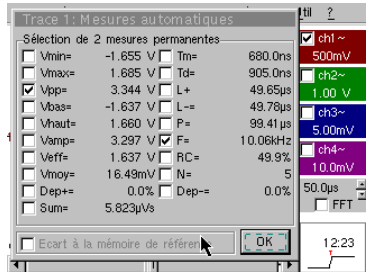 Trace 1: Mesures automatiques
til ?
Sélection de 2 mesures permanentes
Vmin= -1.655 V Tm= 680.0ns
Vmax= 1.685 V Td= 905.0ns
Vpp= 3.344 V L+ 49.65µs
Vbas= -1.637 V L-= 49.78µs
Vhaut= 1.660 V P= 99.41µs
Vamp= 3.297 V F= 10.06kHz
Veff= 1.637 V RC= 49.9%
Vmoy= 16.49mV N= 5
Dep+= 0.0% Dep-= 0.0%
Sum= 5.823µVs
Ecart à la mémoire de référen
OK
ch1~
500mV
ch2~
1.00 V
ch3~
5.00mV
ch4~
10.0mV
50.0µs
FFT
12:23